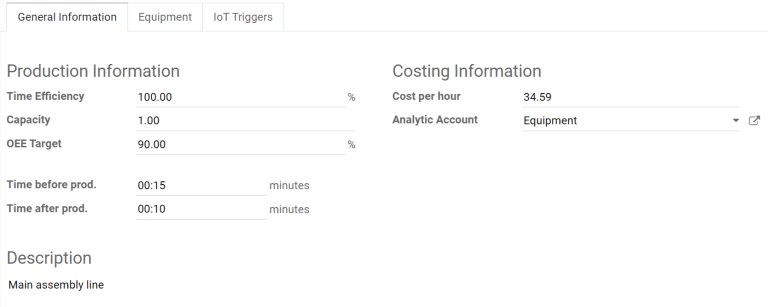 General Information Equipment IoT Triggers
Production Information Costing Information
Time Efficiency 100.00 % Cost per hour 34.59
Capacity 1.00 Analytic Account Equipment
OEE Target 90.00 %
Time before prod. 00:15 minutes
Time after prod. 00:10 minutes
Description
Main assembly line